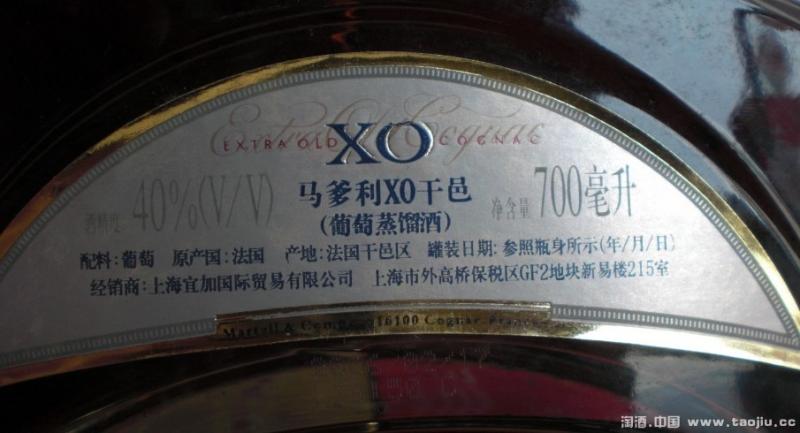 Extra Old Cognac
EXTRA OLD XO COGNAC
酒精度 40%(V/V) 马爹利XO干邑 净含量 700毫升
(葡萄蒸馏酒)
配料:葡萄 原产国:法国 产地:法国干邑区 罐装日期:参照瓶身所示(年/月/日)
经销商:上海宜加国际贸易有限公司 上海市外高桥保税区GF2地块新易楼215室
Martell & Co 16100 Cognac France
淘酒.中国 www.taojiu.cc